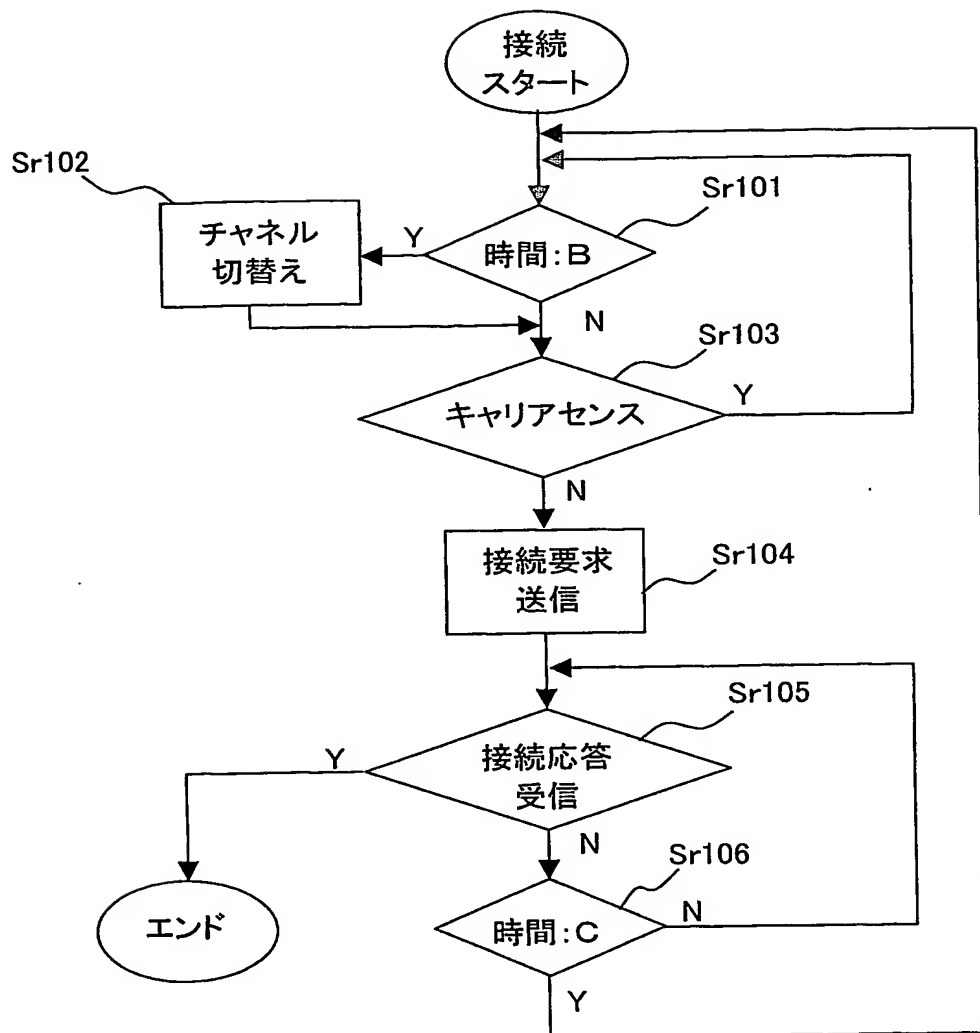 接続
スタート
Sr102
Sr101
チャネル
切替え
Y
時間:B
N
Sr103
キャリアセンス
Y
N
接続要求
送信
Sr104
Sr105
Y
接続応答
受信
N
Sr106
エンド
時間:C
N
Y